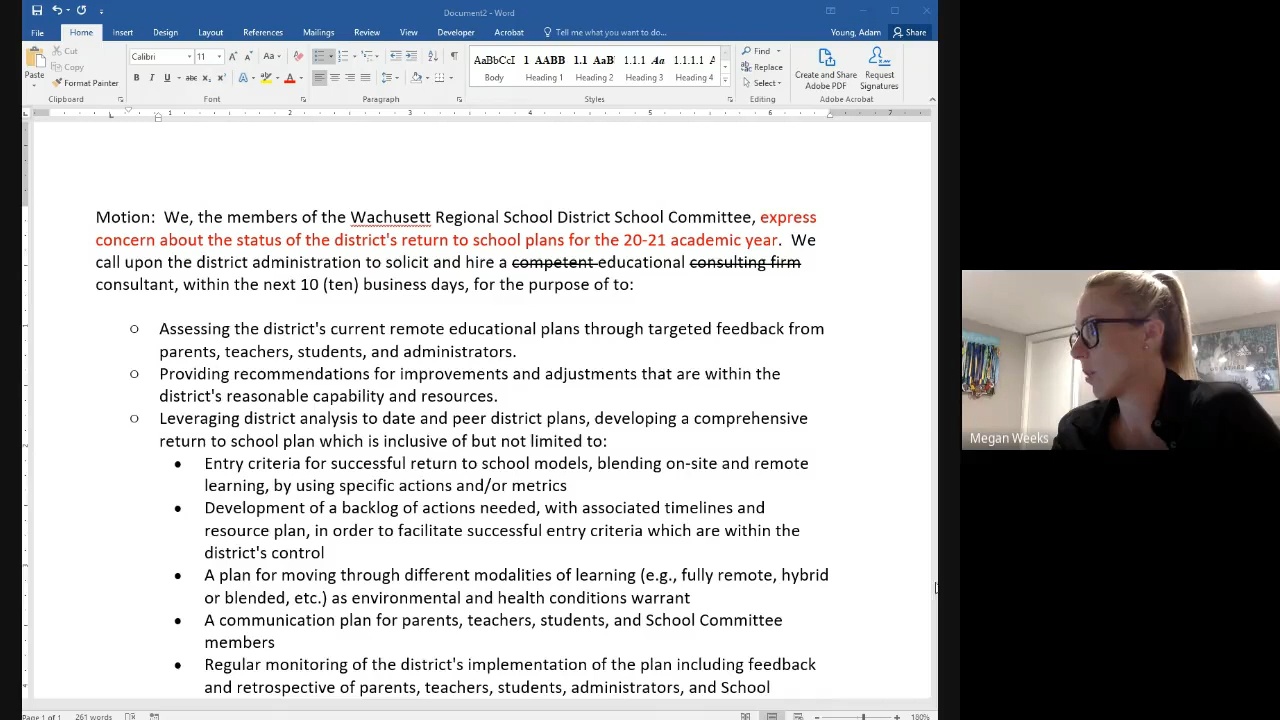 Document2 - Word
File Home Insert Design Layout References Mailings Review View Developer Acrobat Tell me what you want to do... Young, Adam Share
Paste
Cut
Copy
Format Painter
Clipboard
Calibri 11
Font
Paragraph
AaBbCcI 1 AABB 1.1 AaB 1.1.1 Aa 1.1.1.1 A
Body Heading 1 Heading 2 Heading 3 Heading 4
Styles
Find
Replace
Select
Editing
Create and Share Adobe PDF
Request Signatures
Adobe Acrobat
1 2 3 4 5 6 7
Motion: We, the members of the Wachusett Regional School District School Committee, express
concern about the status of the district's return to school plans for the 20-21 academic year. We
call upon the district administration to solicit and hire a competent educational consulting firm
consultant, within the next 10 (ten) business days, for the purpose of to:
Assessing the district's current remote educational plans through targeted feedback from
parents, teachers, students, and administrators.
Providing recommendations for improvements and adjustments that are within the
district's reasonable capability and resources.
Leveraging district analysis to date and peer district plans, developing a comprehensive
return to school plan which is inclusive of but not limited to:
Entry criteria for successful return to school models, blending on-site and remote
learning, by using specific actions and/or metrics
Development of a backlog of actions needed, with associated timelines and
resource plan, in order to facilitate successful entry criteria which are within the
district's control
A plan for moving through different modalities of learning (e.g., fully remote, hybrid
or blended, etc.) as environmental and health conditions warrant
A communication plan for parents, teachers, students, and School Committee
members
Regular monitoring of the district's implementation of the plan including feedback
and retrospective of parents, teachers, students, administrators, and School
Page 1 of 1 261 words 180%
Megan Weeks